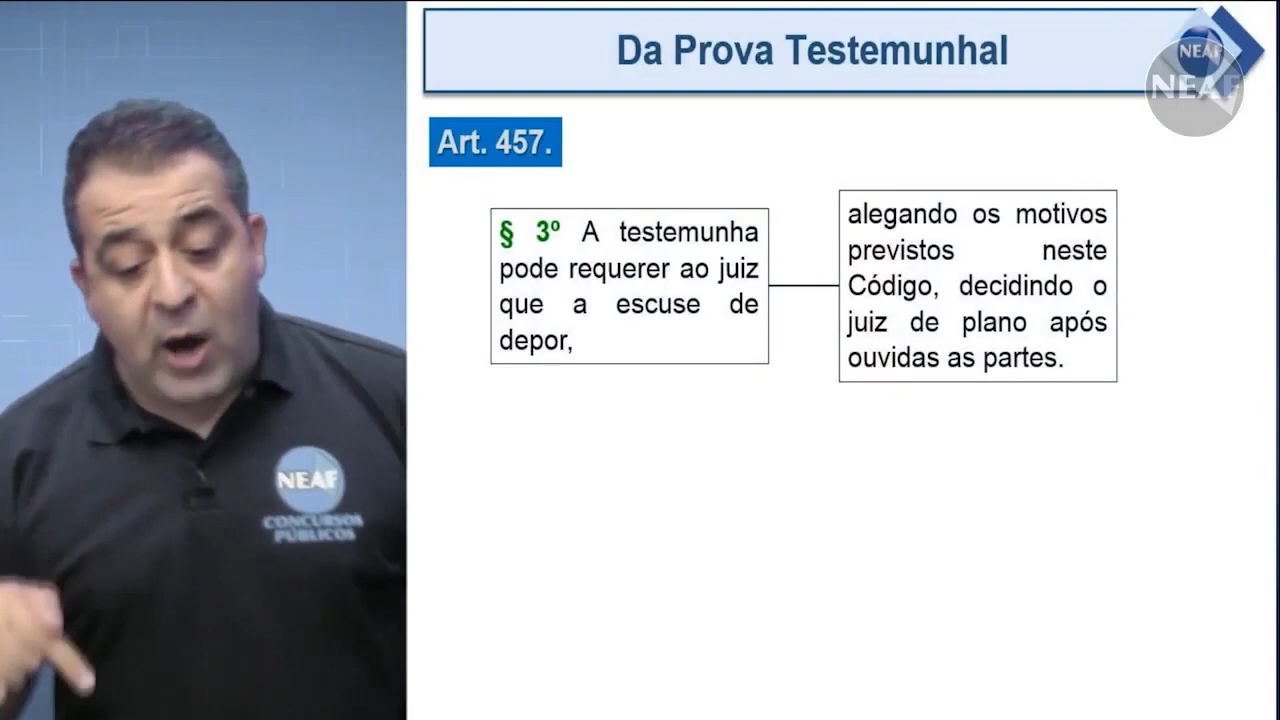 Da Prova Testemunhal
NEAF
NEAF
Art. 457.
§ 3º A testemunha
pode requerer ao juiz
que a escuse de
depor,
alegando os motivos
previstos neste
Código, decidindo o
juiz de plano após
ouvidas as partes.
NEAF
CONCURSOS
PÚBLICOS